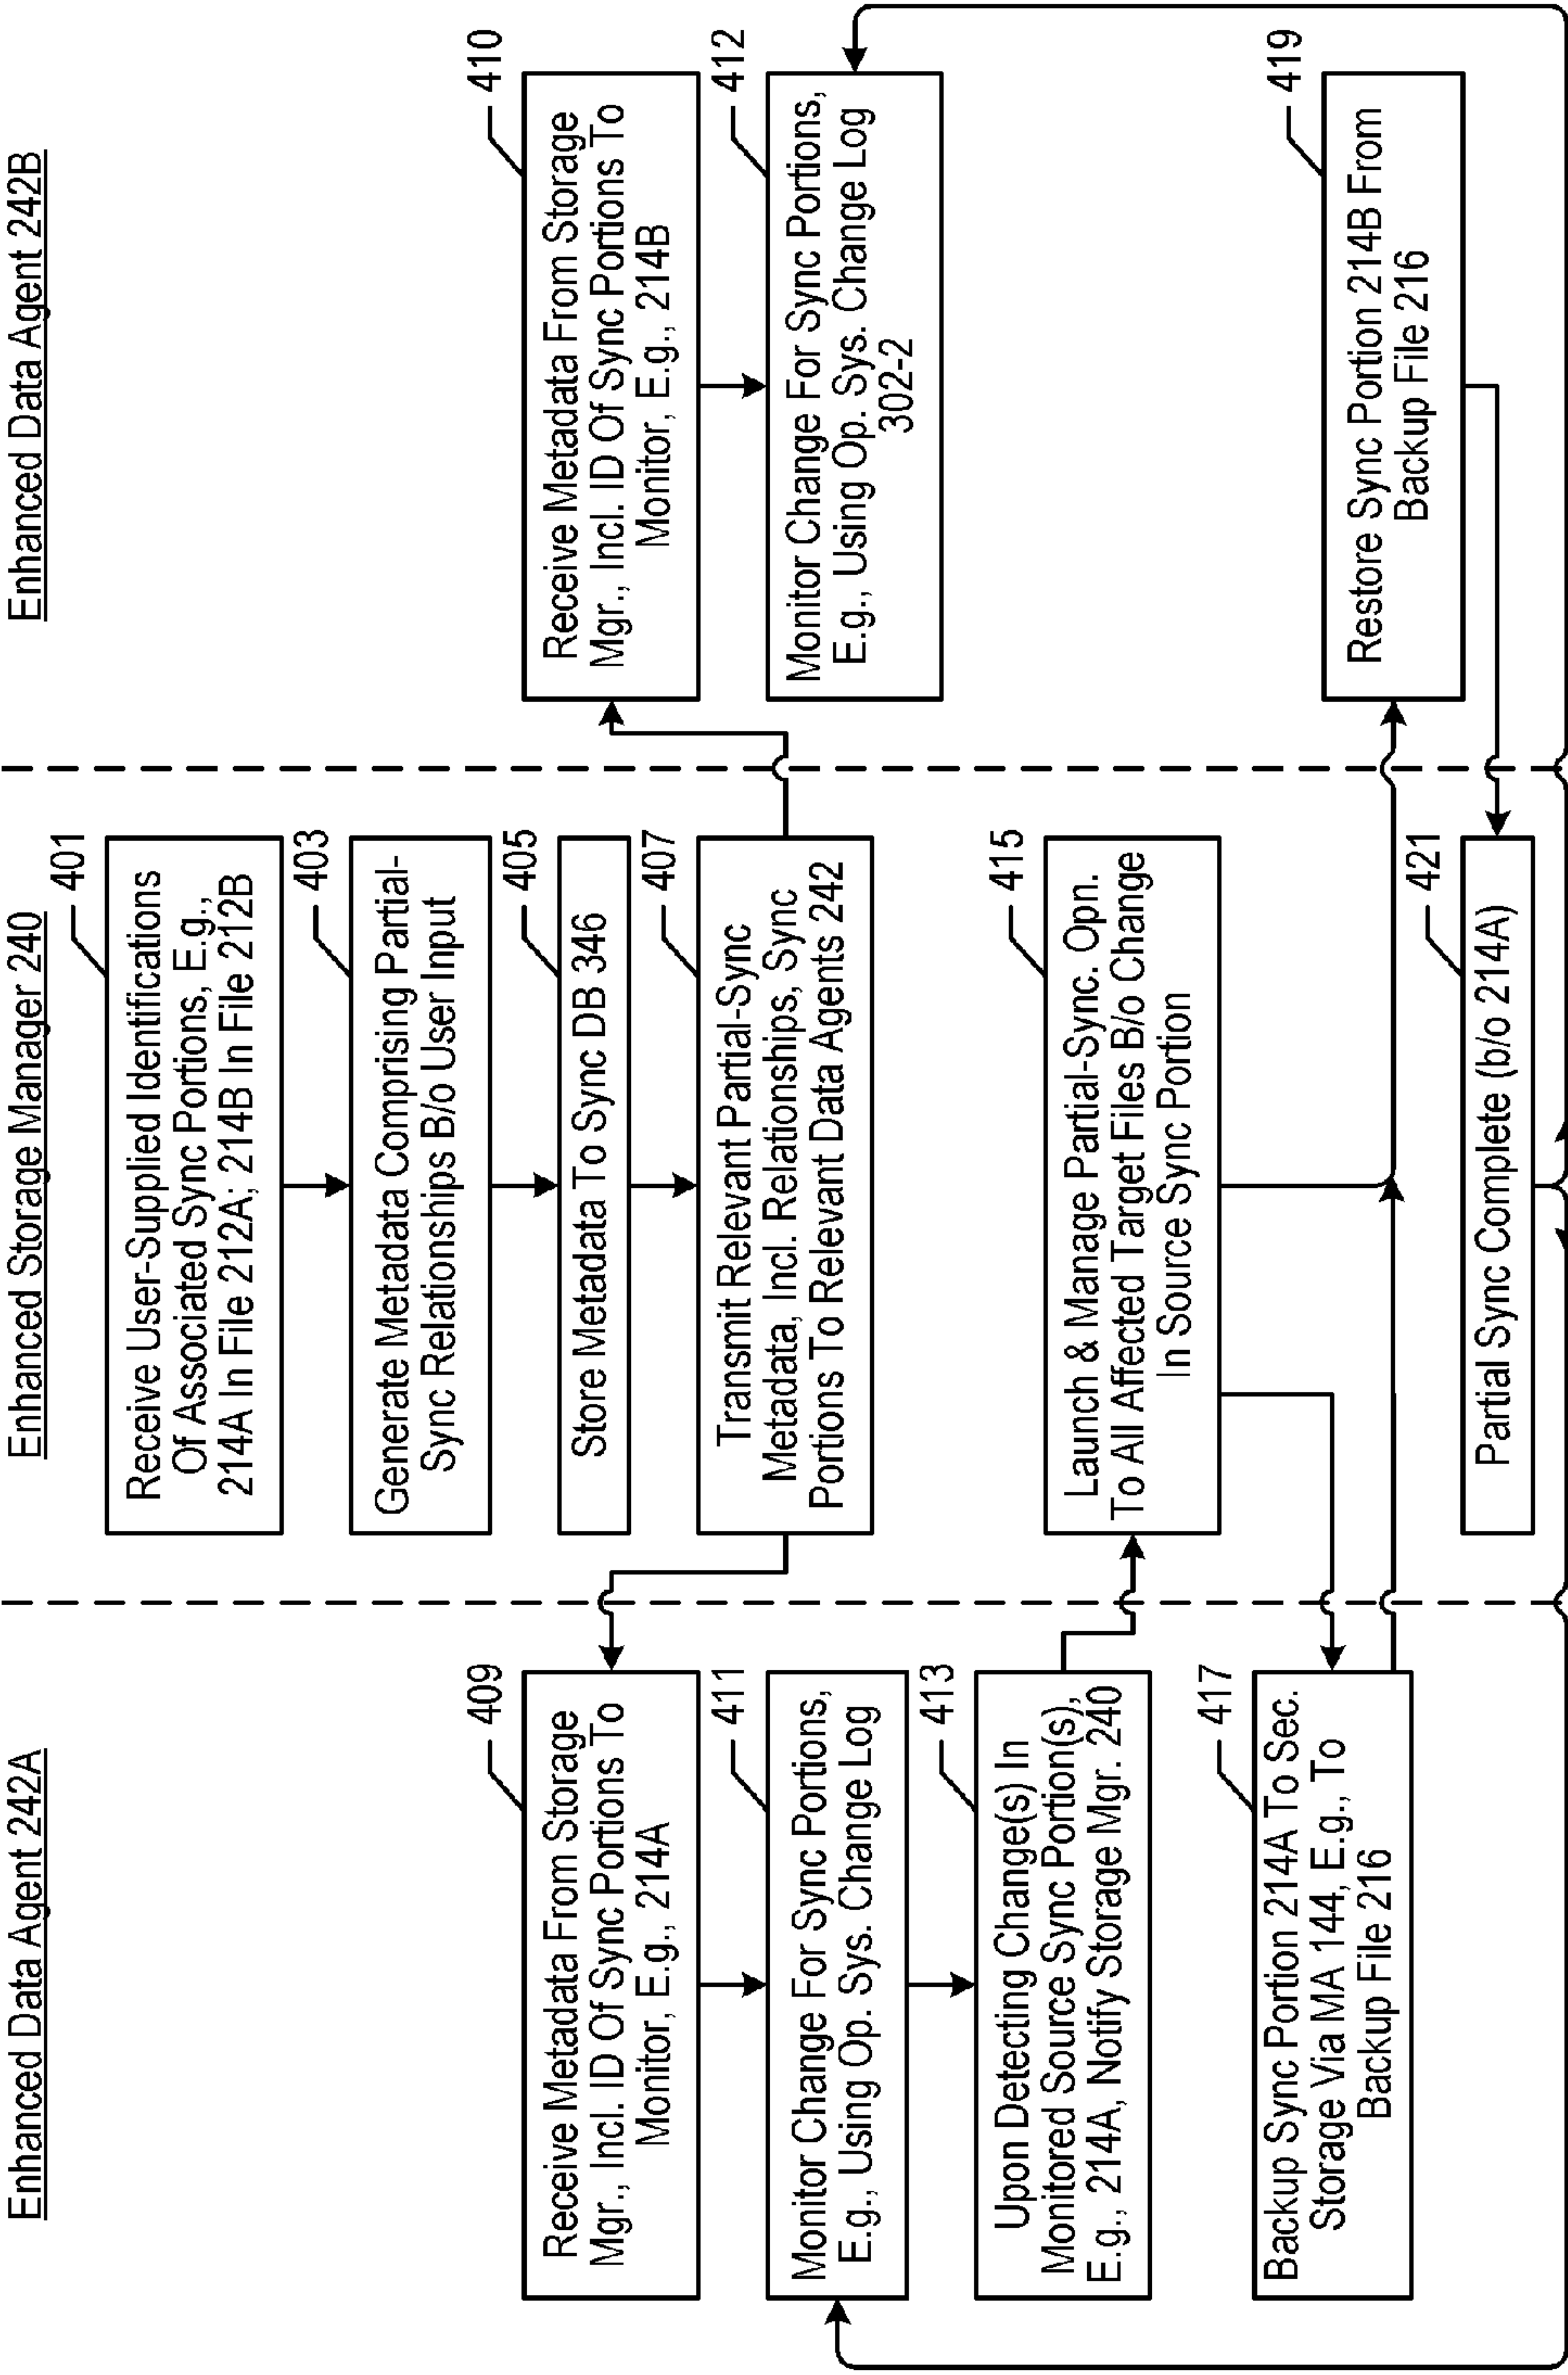 Enhanced Data Agent 242A
Enhanced Storage Manager 240
Enhanced Data Agent 242B
401
Receive User-Supplied Identifications
Of Associated Sync Portions, E.g.,
214A In File 212A; 214B In File 212B
403
Generate Metadata Comprising Partial-
Sync Relationships B/o User Input
405
Store Metadata To Sync DB 346
407
Transmit Relevant Partial-Sync
Metadata, Incl. Relationships, Sync
Portions To Relevant Data Agents 242
409
Receive Metadata From Storage
Mgr., Incl. ID Of Sync Portions To
Monitor, E.g., 214A
410
Receive Metadata From Storage
Mgr., Incl. ID Of Sync Portions To
Monitor, E.g., 214B
411
Monitor Change For Sync Portions,
E.g., Using Op. Sys. Change Log
412
Monitor Change For Sync Portions,
E.g., Using Op. Sys. Change Log
302-2
413
Upon Detecting Change(s) In
Monitored Source Sync Portion(s),
E.g., 214A, Notify Storage Mgr. 240
415
Launch & Manage Partial-Sync. Opn.
To All Affected Target Files B/o Change
In Source Sync Portion
417
Backup Sync Portion 214A To Sec.
Storage Via MA 144, E.g., To
Backup File 216
419
Restore Sync Portion 214B From
Backup File 216
421
Partial Sync Complete (b/o 214A)